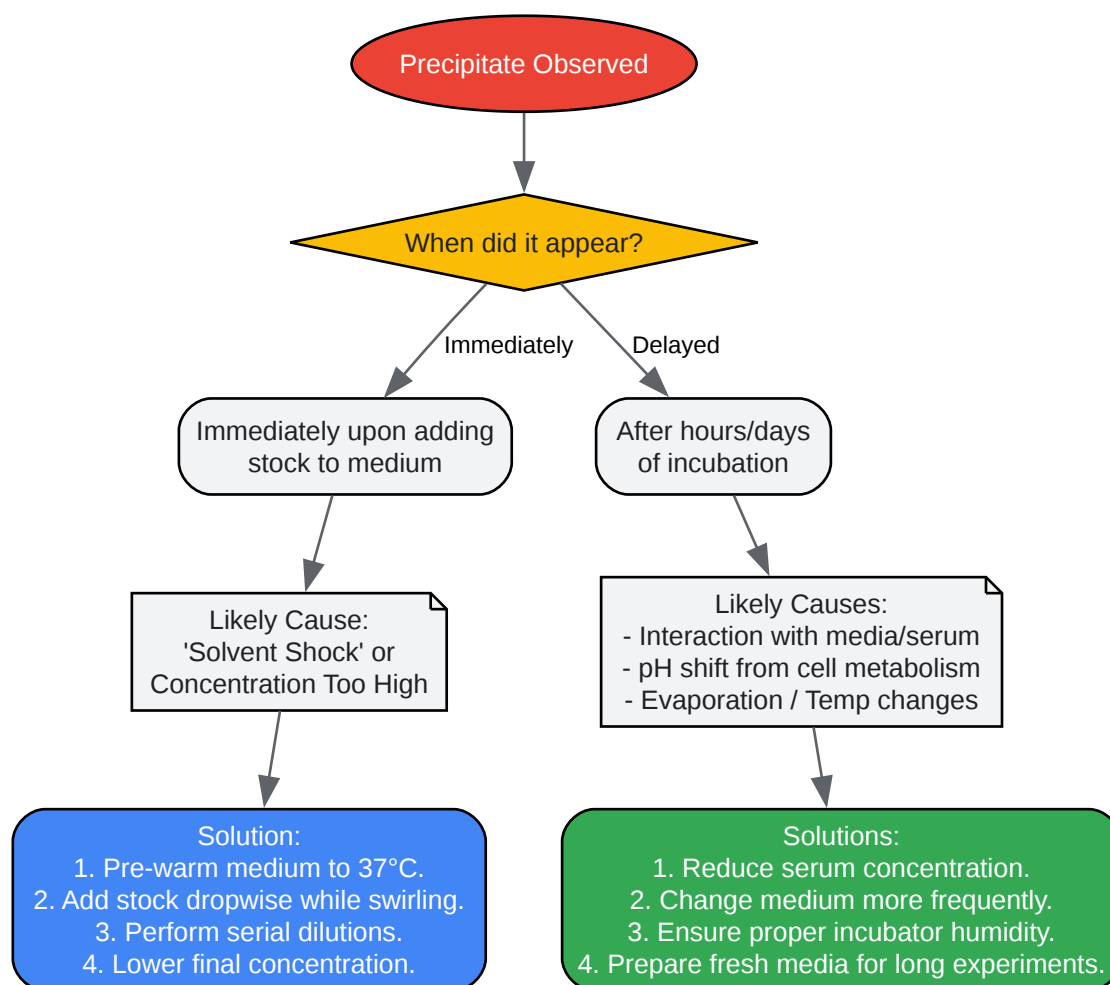 Precipitate Observed
When did it appear?
Immediately
Delayed
Immediately upon adding
stock to medium
After hours/days
of incubation
Likely Cause:
'Solvent Shock' or
Concentration Too High
Likely Causes:
- Interaction with media/serum
- pH shift from cell metabolism
- Evaporation / Temp changes
Solution:
1. Pre-warm medium to 37°C.
2. Add stock dropwise while swirling.
3. Perform serial dilutions.
4. Lower final concentration.
Solutions:
1. Reduce serum concentration.
2. Change medium more frequently.
3. Ensure proper incubator humidity.
4. Prepare fresh media for long experiments.